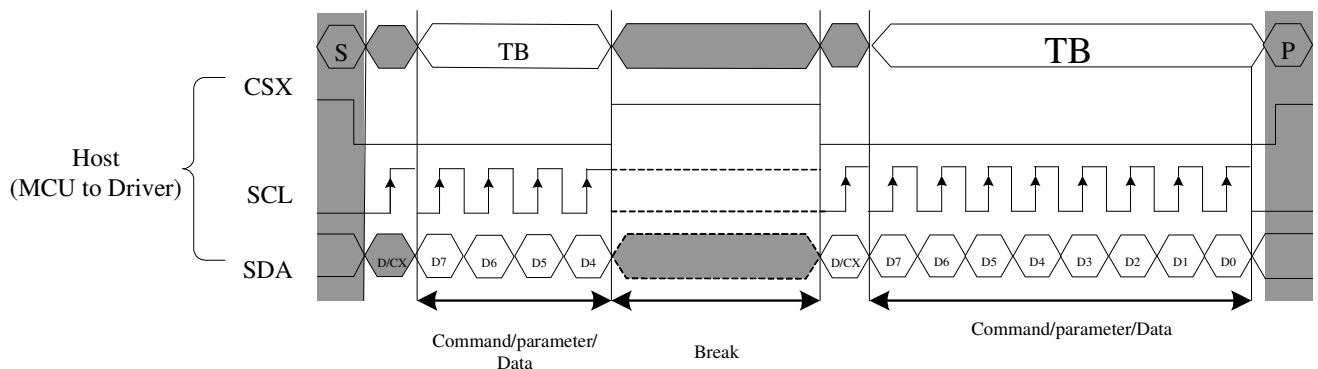 S TB TB P
CSX
Host
(MCU to Driver)
SCL
SDA
D/CX D7 D6 D5 D4 D/CX D7 D6 D5 D4 D3 D2 D1 D0
Command/parameter/
Data
Break
Command/parameter/Data